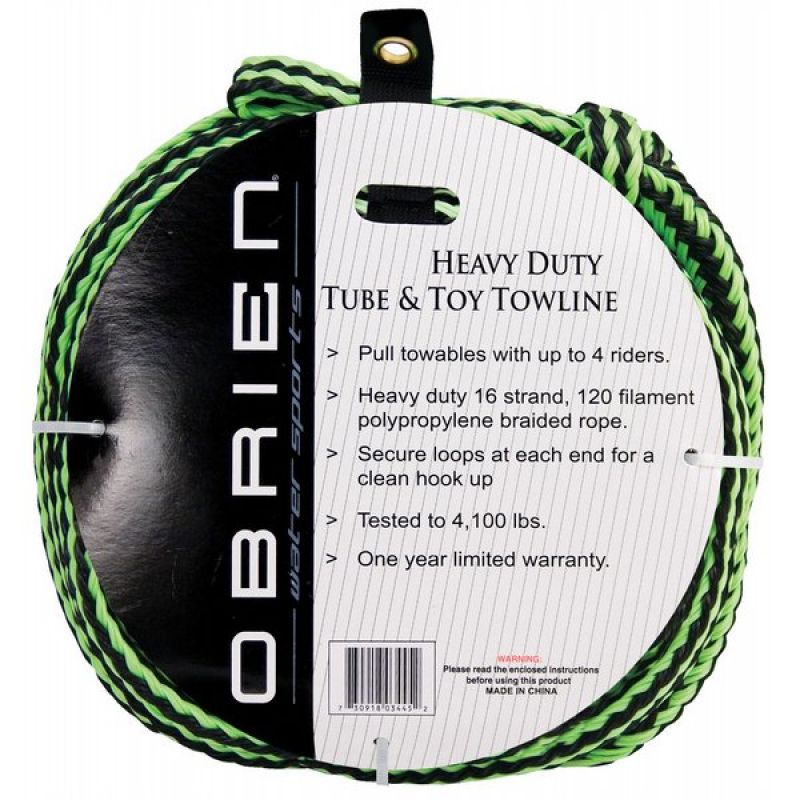 OBRIEN®
water sports
HEAVY DUTY
TUBE & TOY TOWLINE
> Pull towables with up to 4 riders.
> Heavy duty 16 strand, 120 filament
polypropylene braided rope.
> Secure loops at each end for a
clean hook up
> Tested to 4,100 lbs.
> One year limited warranty.
WARNING:
Please read the enclosed instructions
before using this product
MADE IN CHINA
7 30918 03445 2